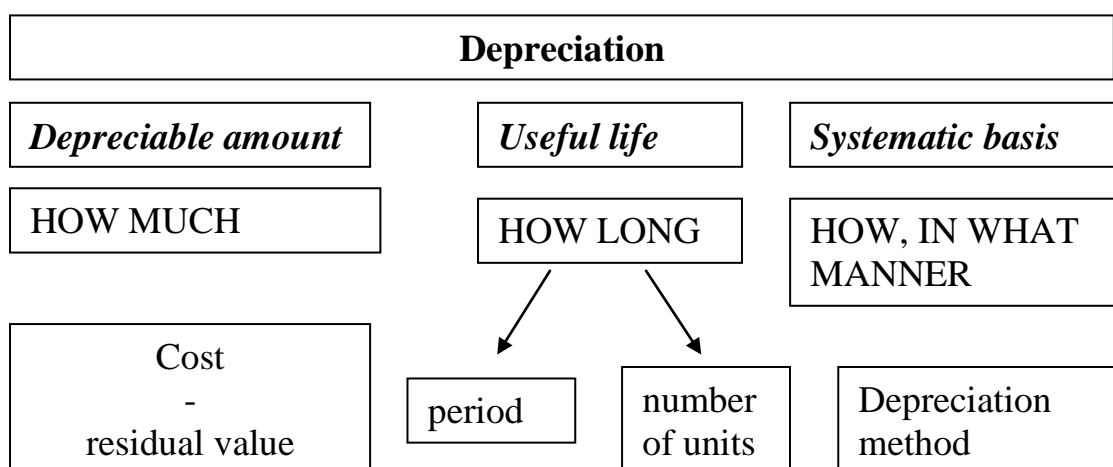 Depreciation
Depreciable amount
Useful life
Systematic basis
HOW MUCH
HOW LONG
HOW, IN WHAT
MANNER
Cost
-
residual value
period
number
of units
Depreciation
method